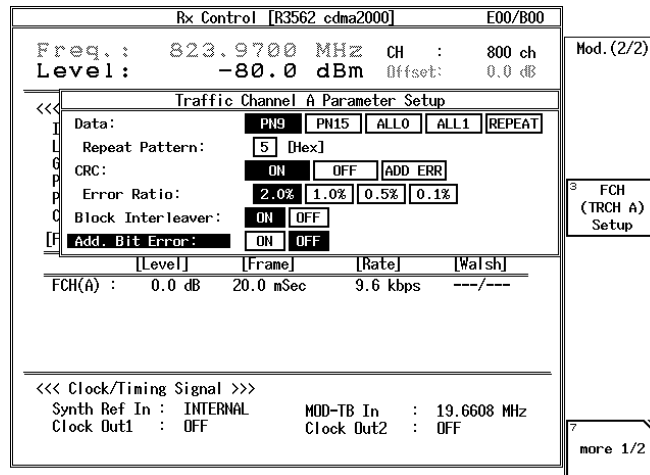 Rx Control [R3562 cdma2000] E00/B00
Freq.: 823.9700 MHz CH : 800 ch
Level: -80.0 dBm Offset: 0.0 dB
Mod.(2/2)
<<<
Traffic Channel A Parameter Setup
Data: PN9 PN15 ALL0 ALL1 REPEAT
Repeat Pattern: 5 [Hex]
CRC: ON OFF ADD ERR
Error Ratio: 2.0% 1.0% 0.5% 0.1%
Block Interleaver: ON OFF
Add. Bit Error: ON OFF
3 FCH
(TRCH A)
Setup
[Level] [Frame] [Rate] [Walsh]
FCH(A) : 0.0 dB 20.0 mSec 9.6 kbps ---/---
<<< Clock/Timing Signal >>>
Synth Ref In : INTERNAL MOD-TB In : 19.6608 MHz
Clock Out1 : OFF Clock Out2 : OFF
7
more 1/2